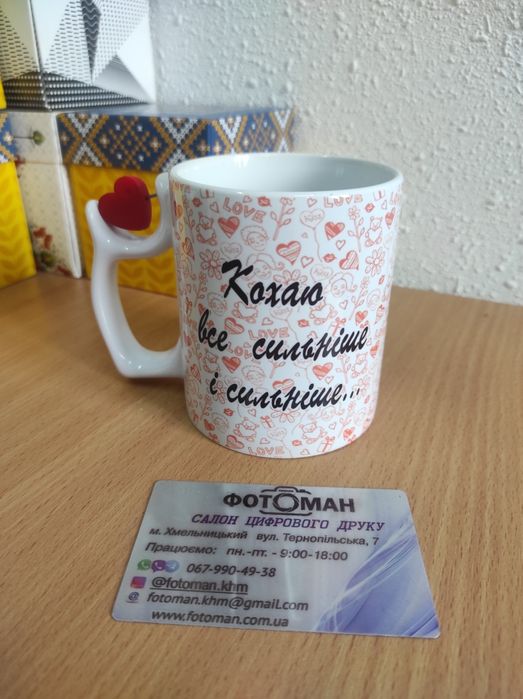 LOVE
Кохаю
все сильніше
і сильніше...
ФОТОМАН
САЛОН ЦИФРОВОГО ДРУКУ
м. Хмельницький вул. Тернопільська, 7
Працюємо: пн.-пт. - 9:00-18:00
067-990-49-38
@fotoman.khm
@ fotoman.khm@gmail.com
www.fotoman.com.ua